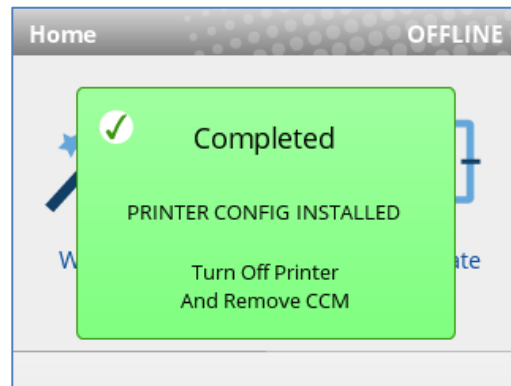 Home OFFLINE
Completed
PRINTER CONFIG INSTALLED
Turn Off Printer
And Remove CCM